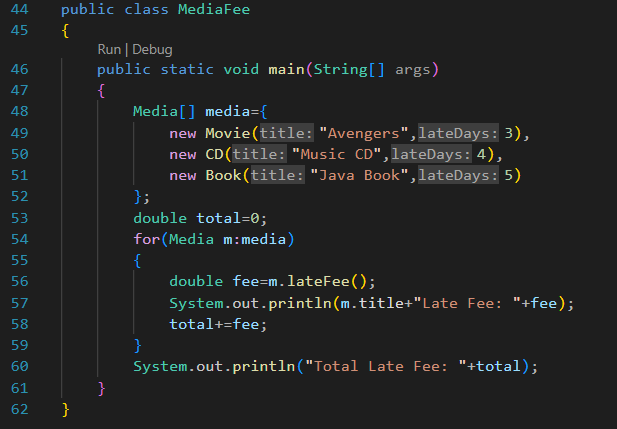 44 public class MediaFee
45 {
Run | Debug
46 public static void main(String[] args)
47 {
48 Media[] media={
49 new Movie(title: "Avengers",lateDays: 3),
50 new CD(title: "Music CD",lateDays: 4),
51 new Book(title: "Java Book",lateDays: 5)
52 };
53 double total=0;
54 for(Media m:media)
55 {
56 double fee=m.lateFee();
57 System.out.println(m.title+"Late Fee: "+fee);
58 total+=fee;
59 }
60 System.out.println("Total Late Fee: "+total);
61 }
62 }